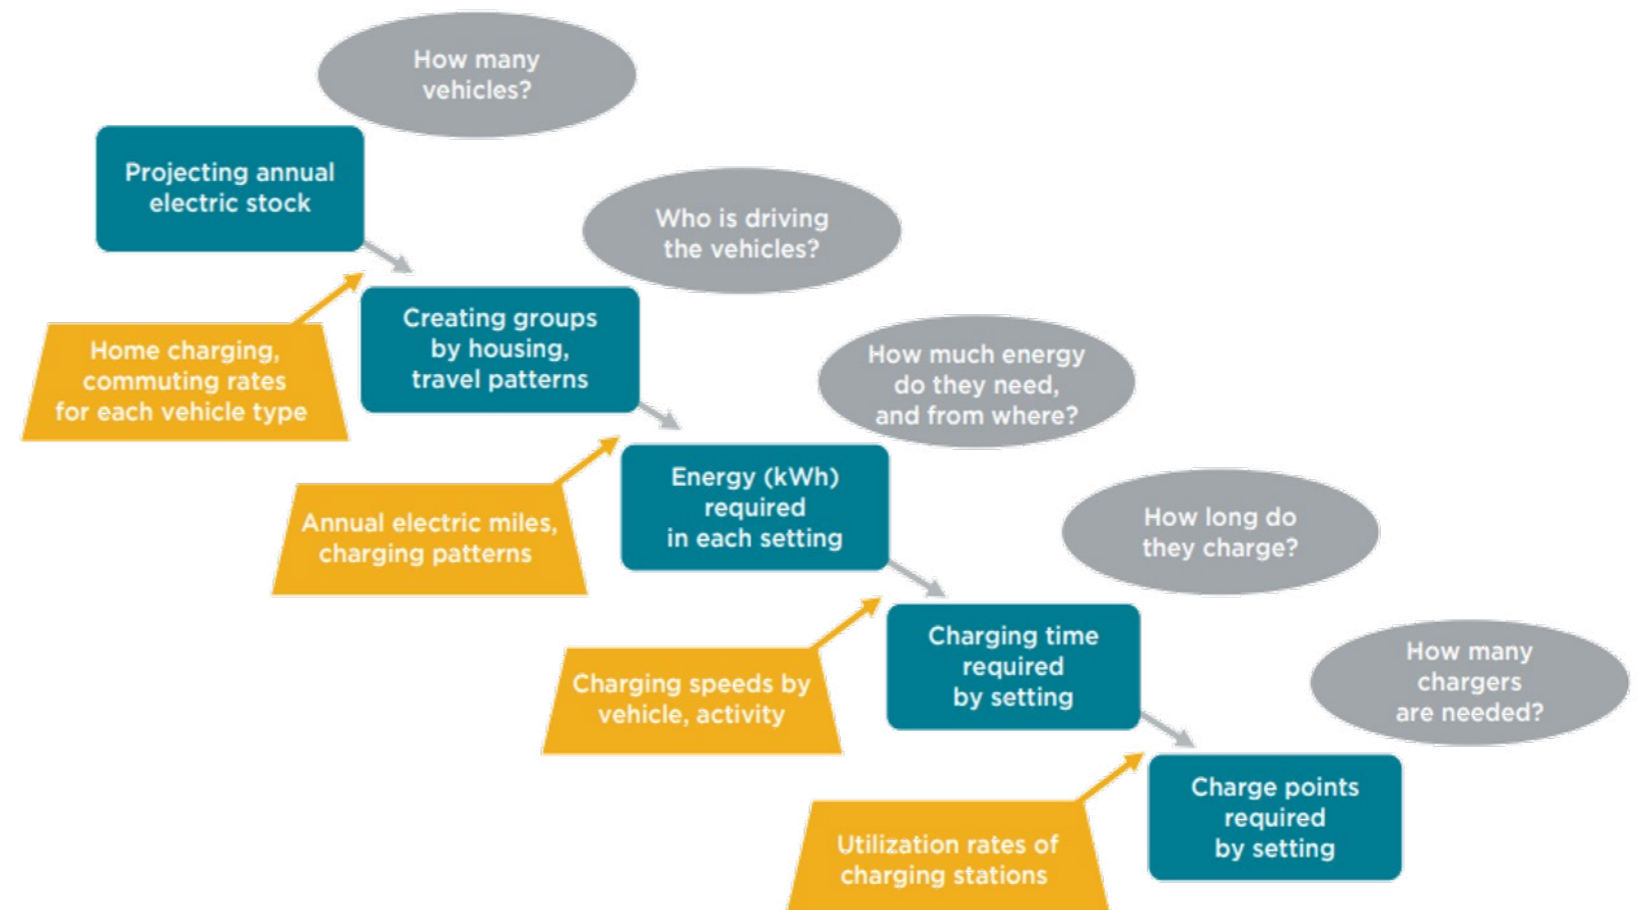 How many
vehicles?
Projecting annual
electric stock
Who is driving
the vehicles?
Creating groups
by housing,
travel patterns
Home charging,
commuting rates
for each vehicle type
How much energy
do they need,
and from where?
Energy (kWh)
required
in each setting
Annual electric miles,
charging patterns
How long do
they charge?
Charging time
required
by setting
Charging speeds by
vehicle, activity
How many
chargers
are needed?
Charge points
required
by setting
Utilization rates of
charging stations